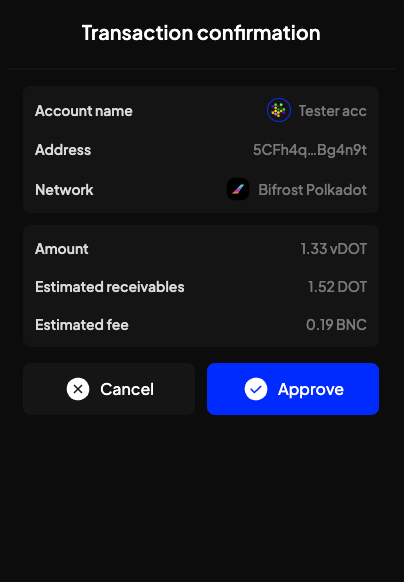 Transaction confirmation
Account name Tester acc
Address 5CFh4q...Bg4n9t
Network Bifrost Polkadot
Amount 1.33 vDOT
Estimated receivables 1.52 DOT
Estimated fee 0.19 BNC
Cancel Approve